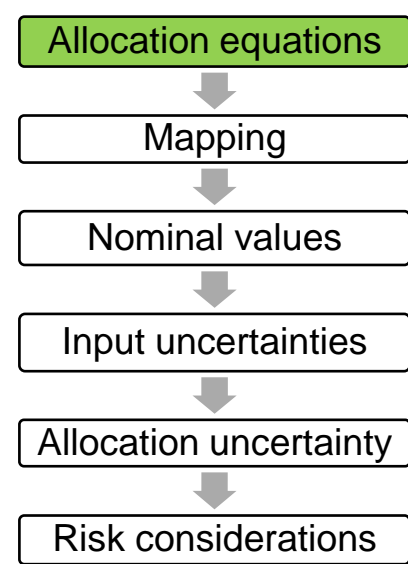 Allocation equations
Mapping
Nominal values
Input uncertainties
Allocation uncertainty
Risk considerations